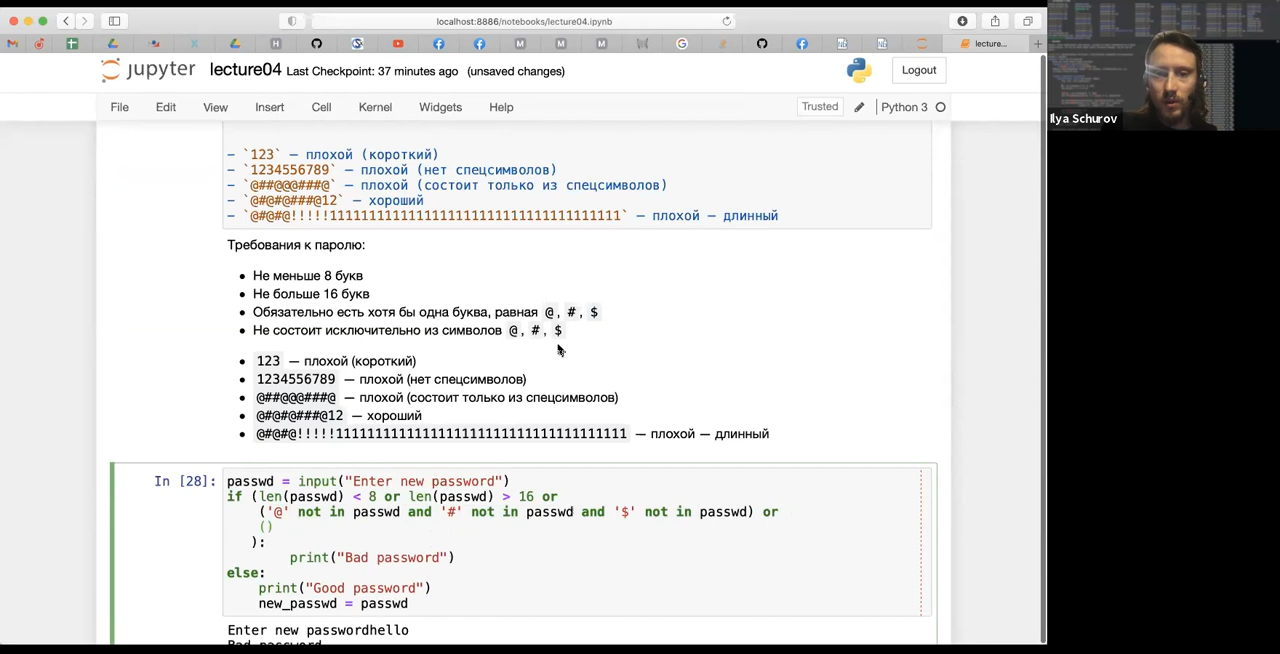 localhost:8886/notebooks/lecture04.ipynb
lecture...
jupyter lecture04 Last Checkpoint: 37 minutes ago (unsaved changes)
Logout
File Edit View Insert Cell Kernel Widgets Help
Trusted Python 3
Ilya Schurov
- `123` — плохой (короткий)
- `1234556789` — плохой (нет спецсимволов)
- `@##@@@###@` — плохой (состоит только из спецсимволов)
- `@#@#@###@12` — хороший
- `@#@#@!!!!!1111111111111111111111111111111111111` — плохой — длинный
Требования к паролю:
• Не меньше 8 букв
• Не больше 16 букв
• Обязательно есть хотя бы одна буква, равная @, #, $
• Не состоит исключительно из символов @, #, $
• 123 — плохой (короткий)
• 1234556789 — плохой (нет спецсимволов)
• @##@@@###@ — плохой (состоит только из спецсимволов)
• @#@#@###@12 — хороший
• @#@#@!!!!!1111111111111111111111111111111111111 — плохой — длинный
In [28]: passwd = input("Enter new password")
if (len(passwd) < 8 or len(passwd) > 16 or
('@' not in passwd and '#' not in passwd and '$' not in passwd) or
()
):
print("Bad password")
else:
print("Good password")
new_passwd = passwd
Enter new passwordhello
Bad password